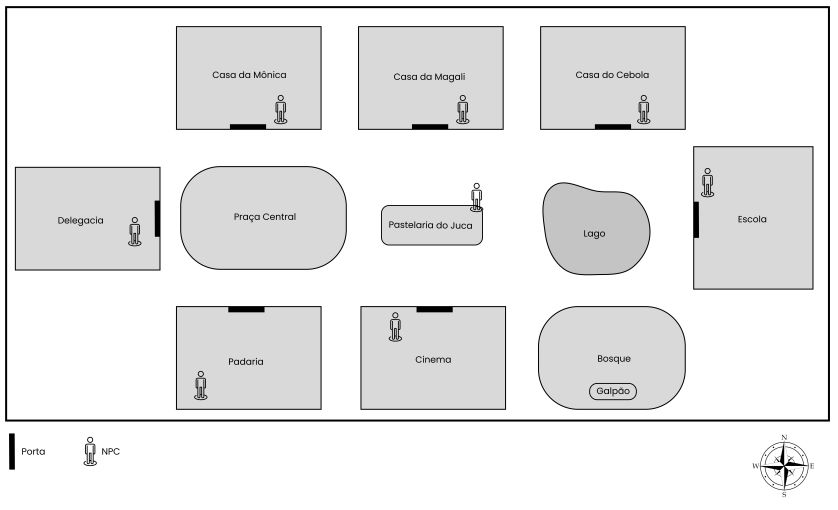 Casa da Mônica
Casa da Magali
Casa do Cebola
Delegacia
Praça Central
Pastelaria do Juca
Lago
Escola
Padaria
Cinema
Bosque
Galpão
Porta
NPC
N
W
E
S